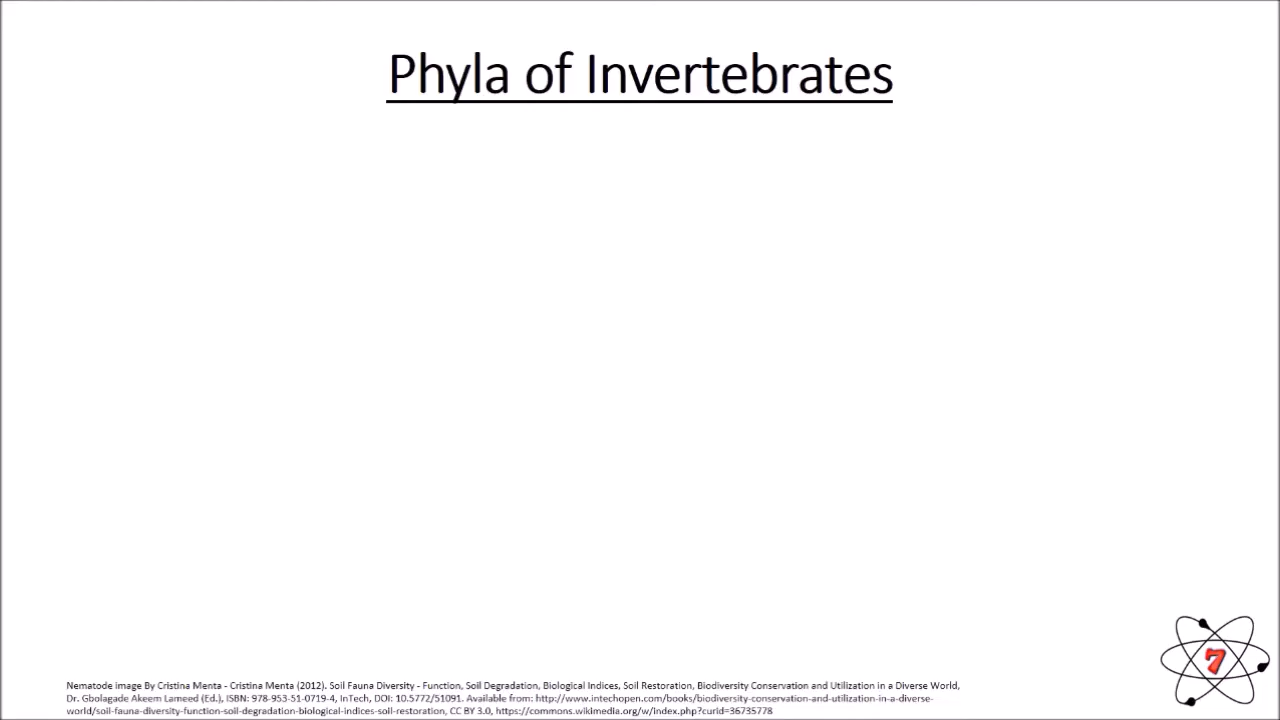 Phyla of Invertebrates
7
Nematode image By Cristina Menta - Cristina Menta (2012). Soil Fauna Diversity - Function, Soil Degradation, Biological Indices, Soil Restoration, Biodiversity Conservation and Utilization in a Diverse World,
Dr. Gbolagade Akeem Lameed (Ed.), ISBN: 978-953-51-0719-4, InTech, DOI: 10.5772/51091. Available from: http://www.intechopen.com/books/biodiversity-conservation-and-utilization-in-a-diverse-
world/soil-fauna-diversity-function-soil-degradation-biological-indices-soil-restoration, CC BY 3.0, https://commons.wikimedia.org/w/index.php?curid=36735778